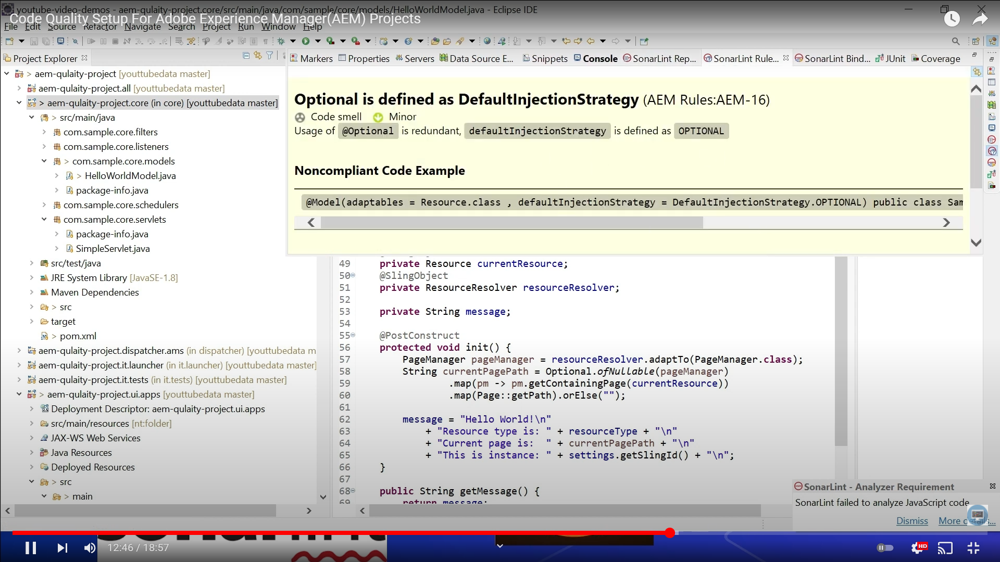 youtube-video-demos - aem-qulaity-project.core/src/main/java/com/sample/core/models/HelloWorldModel.java - Eclipse IDE
Code Quality Setup For Adobe Experience Manager(AEM) Projects
File Edit Source Refactor Navigate Search Project Run Window Help
Project Explorer
Markers Properties Servers Data Source E... Snippets Console SonarLint Rep... SonarLint Rule... SonarLint Bind... JUnit Coverage
> aem-qulaity-project [youttubedata master]
aem-qulaity-project.all [youttubedata master]
> aem-qulaity-project.core (in core) [youttubedata master]
> src/main/java
com.sample.core.filters
com.sample.core.listeners
> com.sample.core.models
> HelloWorldModel.java
package-info.java
com.sample.core.schedulers
com.sample.core.servlets
package-info.java
SimpleServlet.java
src/test/java
JRE System Library [JavaSE-1.8]
Maven Dependencies
> src
target
> pom.xml
aem-qulaity-project.dispatcher.ams (in dispatcher) [youttubedata m
aem-qulaity-project.it.launcher (in it.launcher) [youttubedata master]
aem-qulaity-project.it.tests (in it.tests) [youttubedata master]
> aem-qulaity-project.ui.apps [youttubedata master]
Deployment Descriptor: aem-qulaity-project.ui.apps
src/main/resources [nt:folder]
JAX-WS Web Services
Java Resources
Deployed Resources
> src
> main
Optional is defined as DefaultInjectionStrategy (AEM Rules:AEM-16)
Code smell Minor
Usage of @Optional is redundant, defaultInjectionStrategy is defined as OPTIONAL
Noncompliant Code Example
@Model(adaptables = Resource.class , defaultInjectionStrategy = DefaultInjectionStrategy.OPTIONAL) public class Sam
49 private Resource currentResource;
50 @SlingObject
51 private ResourceResolver resourceResolver;
52
53 private String message;
54
55 @PostConstruct
56 protected void init() {
57 PageManager pageManager = resourceResolver.adaptTo(PageManager.class);
58 String currentPagePath = Optional.ofNullable(pageManager)
59 .map(pm -> pm.getContainingPage(currentResource))
60 .map(Page::getPath).orElse("");
61
62 message = "Hello World!\n"
63 + "Resource type is: " + resourceType + "\n"
64 + "Current page is:  " + currentPagePath + "\n"
65 + "This is instance: " + settings.getSlingId() + "\n";
66 }
67
68 public String getMessage() {
69 return message;
SonarLint - Analyzer Requirement
SonarLint failed to analyze JavaScript code
Dismiss More details...
12:46 / 18:57
HD